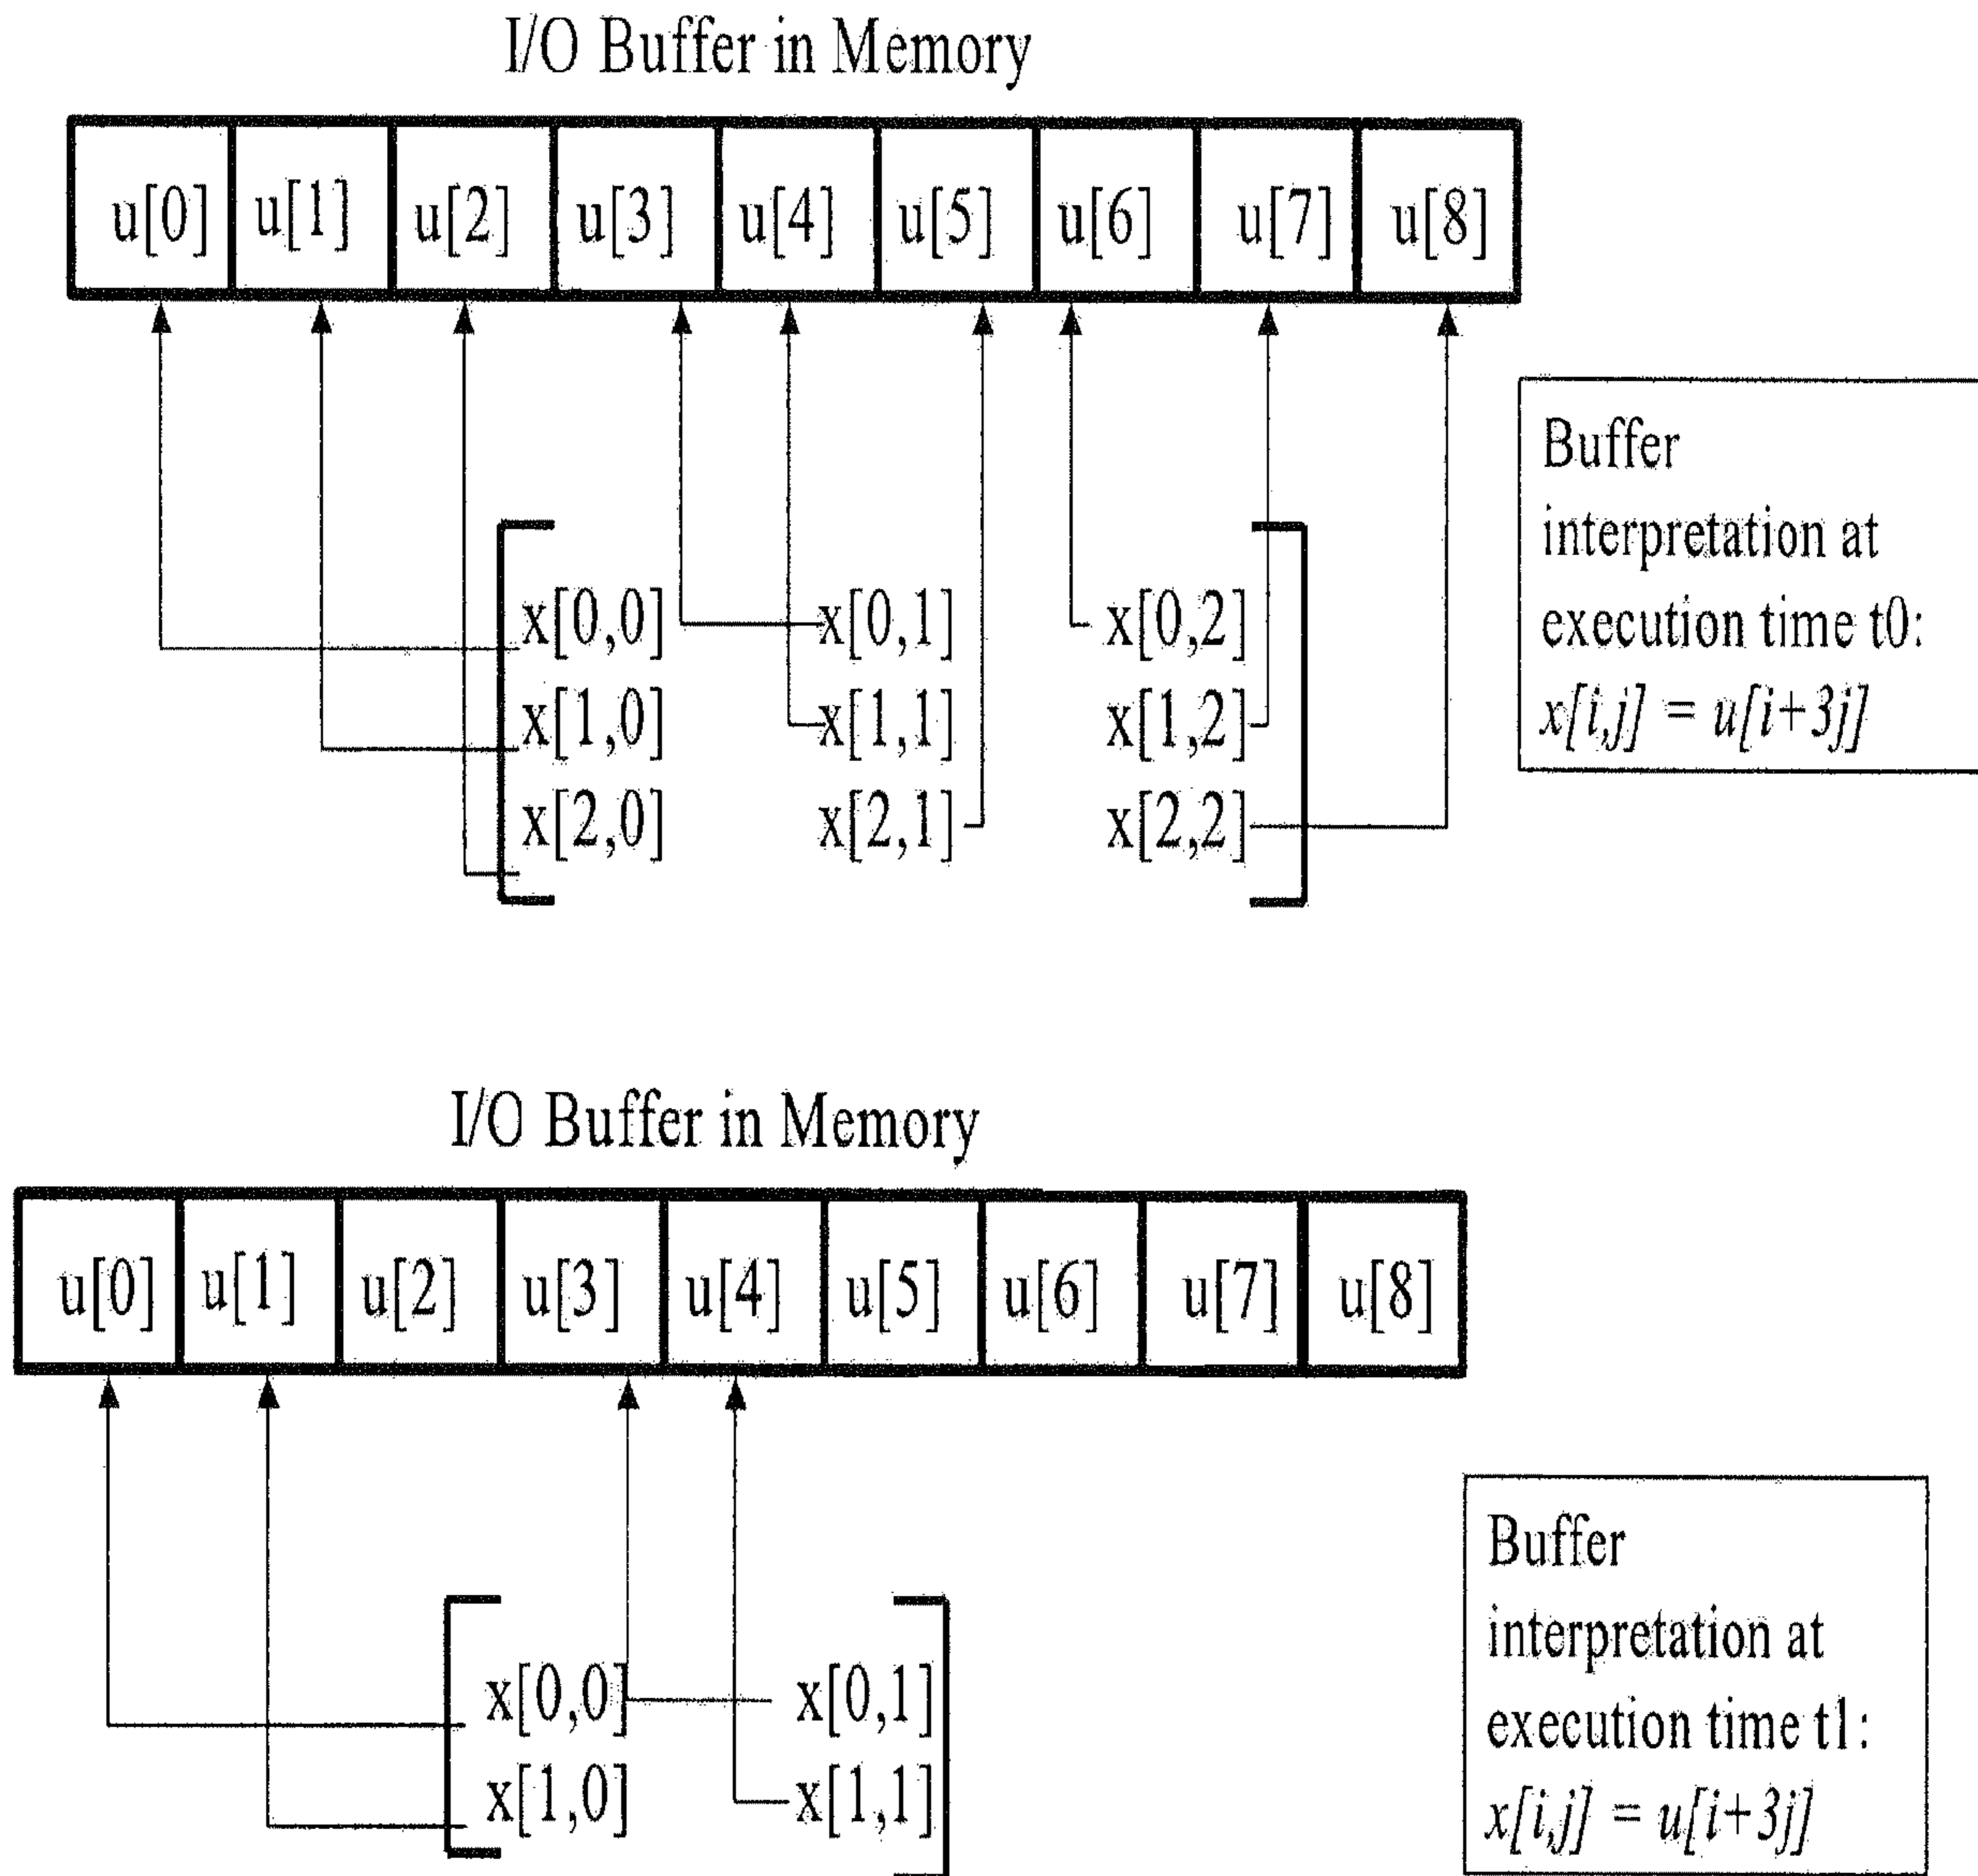 I/O Buffer in Memory
u[0] u[1] u[2] u[3] u[4] u[5] u[6] u[7] u[8]
x[0,0] x[0,1] x[0,2]
x[1,0] x[1,1] x[1,2]
x[2,0] x[2,1] x[2,2]
Buffer
interpretation at
execution time t0:
x[i,j] = u[i+3j]
I/O Buffer in Memory
u[0] u[1] u[2] u[3] u[4] u[5] u[6] u[7] u[8]
x[0,0] x[0,1]
x[1,0] x[1,1]
Buffer
interpretation at
execution time t1:
x[i,j] = u[i+3j]